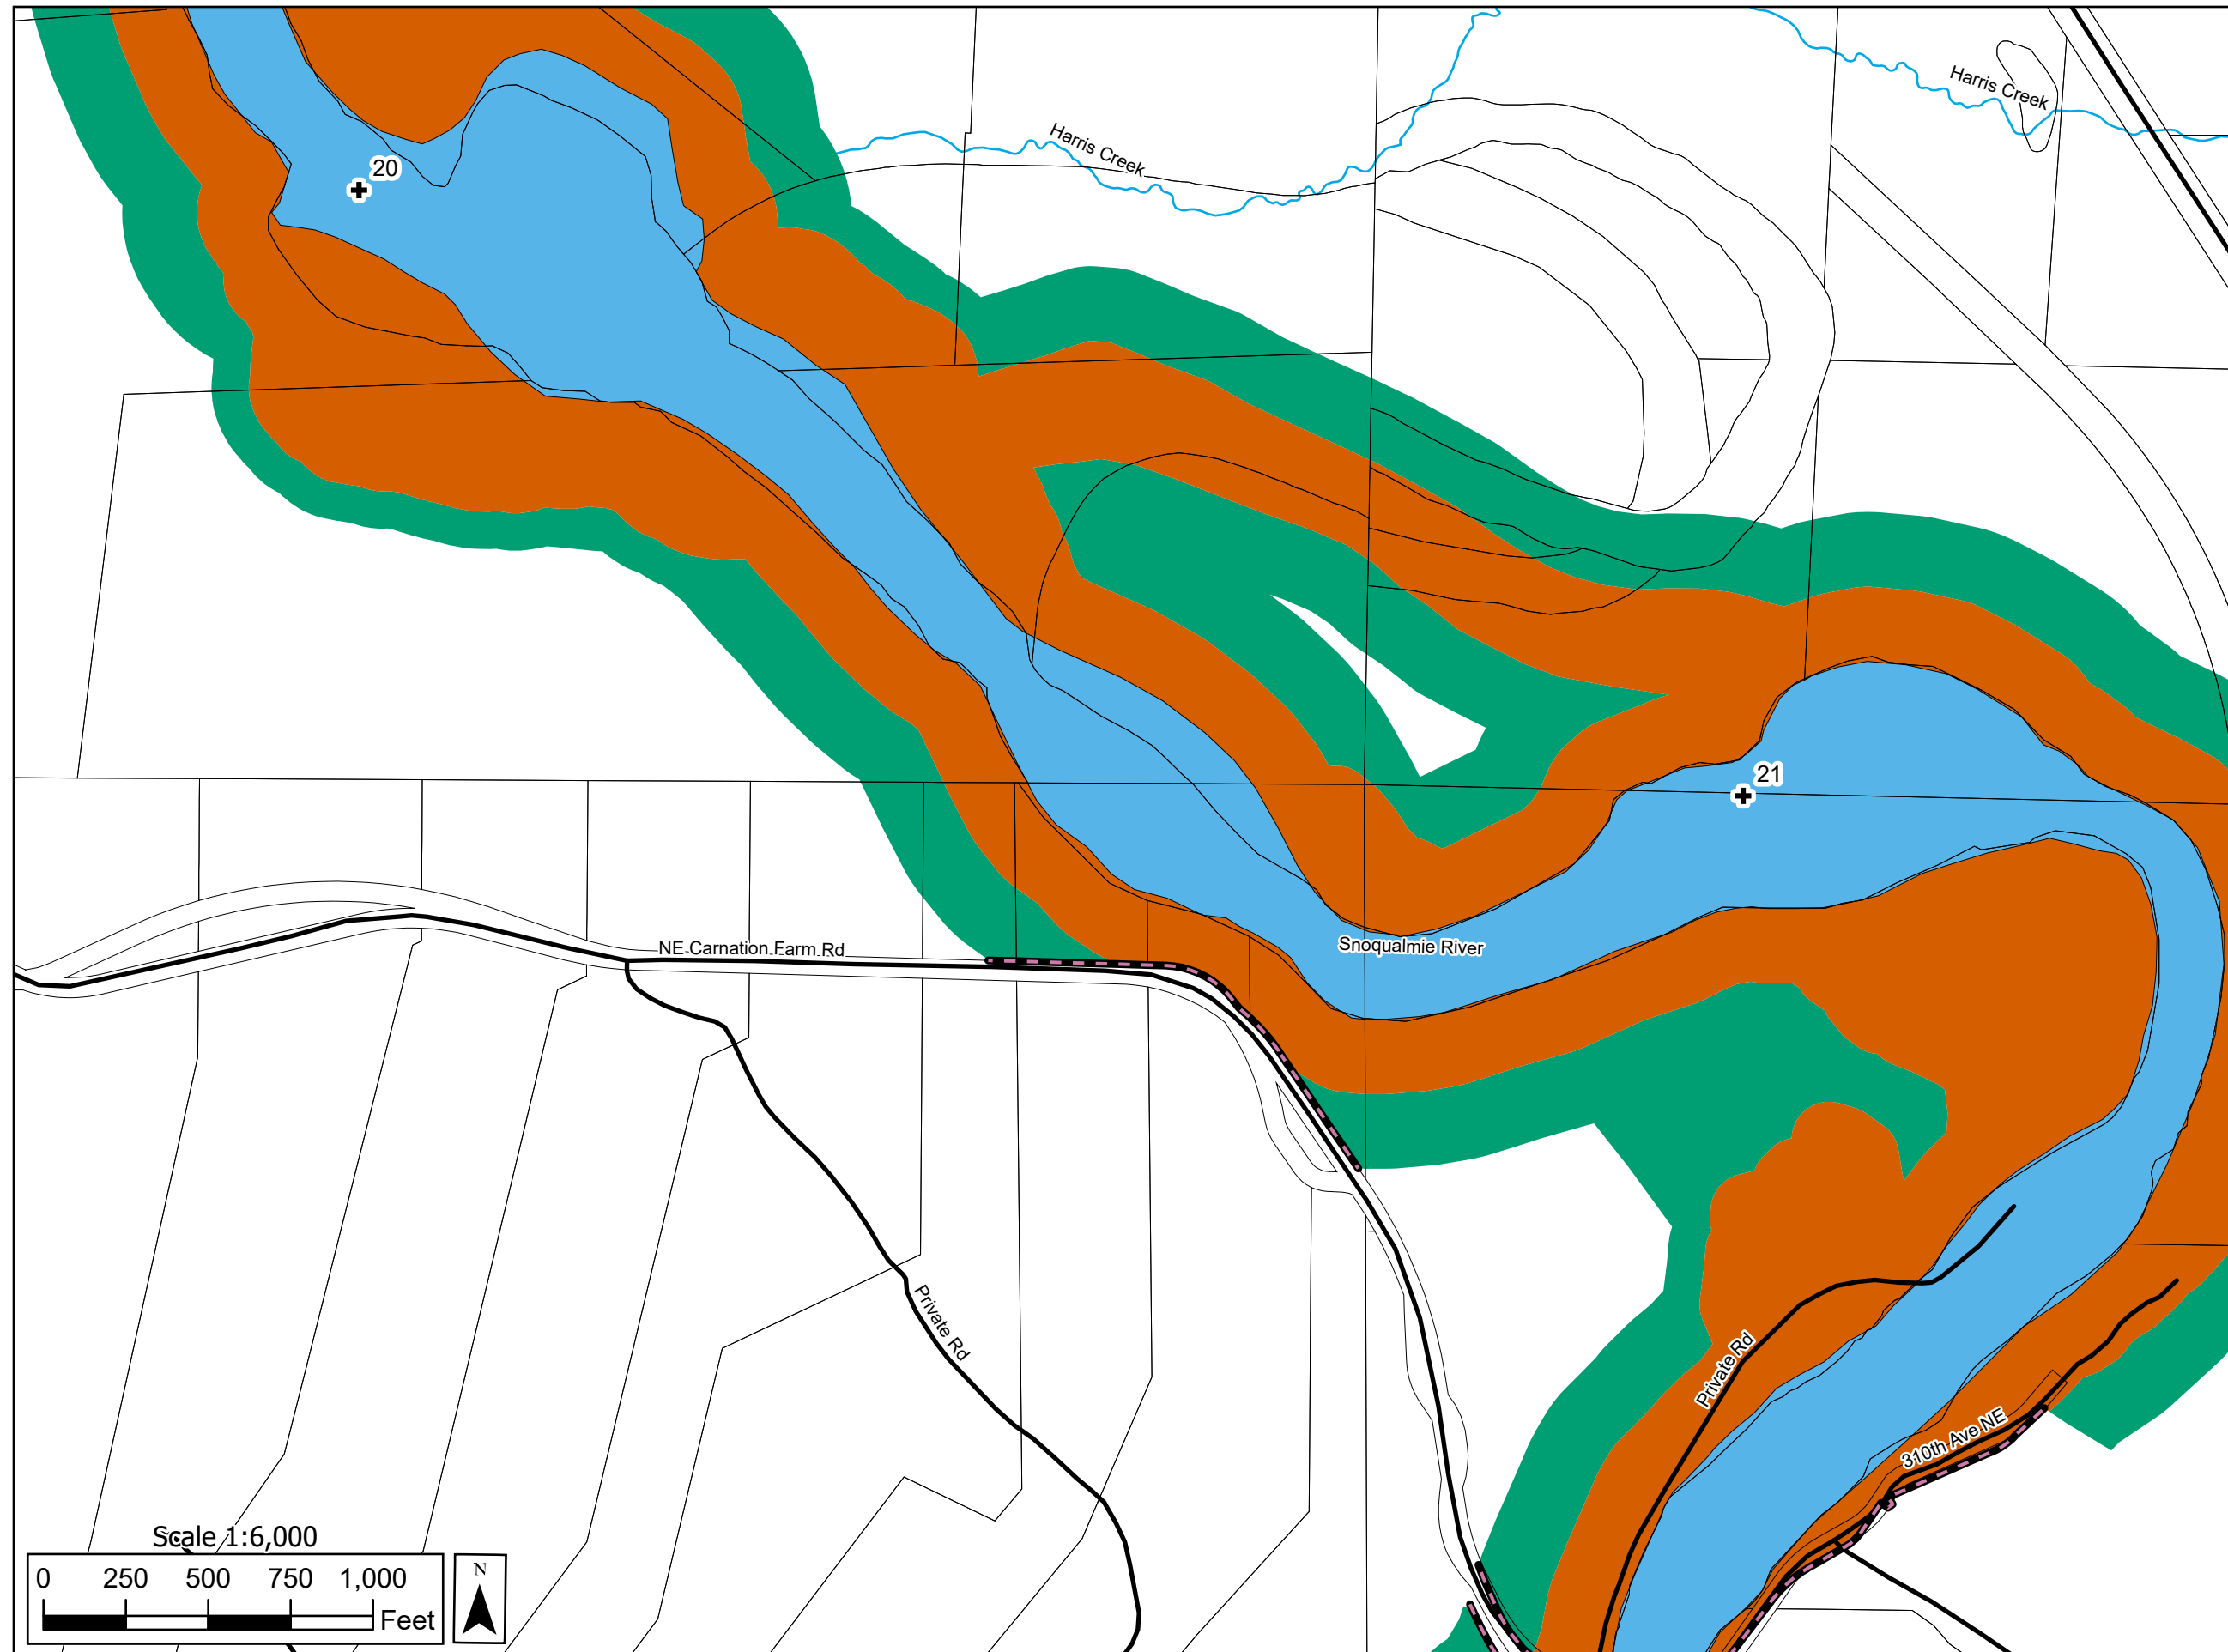 Harris Creek
Harris Creek
20
21
Snoqualmie River
NE Carnation Farm Rd
Private Rd
Private Rd
310th Ave NE
Scale 1:6,000
0 250 500 750 1,000
Feet
N